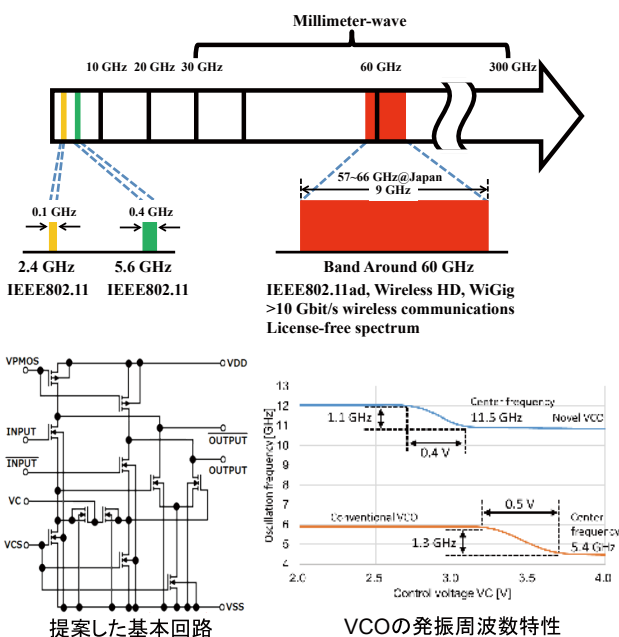 Millimeter-wave
10 GHz 20 GHz 30 GHz 60 GHz 300 GHz
57~66 GHz@Japan
9 GHz
0.1 GHz 0.4 GHz
2.4 GHz 5.6 GHz Band Around 60 GHz
IEEE802.11 IEEE802.11 IEEE802.11ad, Wireless HD, WiGig
>10 Gbit/s wireless communications
License-free spectrum
VPMOS
VDD
INPUT
OUTPUT
INPUT
OUTPUT
VC
VCS
VSS
提案した基本回路
Oscillation frequency [GHz]
13
12
11
10
9
8
7
6
5
4
Center frequency
11.5 GHz
Novel VCO
1.1 GHz
0.4 V
0.5 V
Conventional VCO
Center
frequency
5.4 GHz
1.3 GHz
2.0 2.5 3.0 3.5 4.0
Control voltage VC [V]
VCOの発振周波数特性